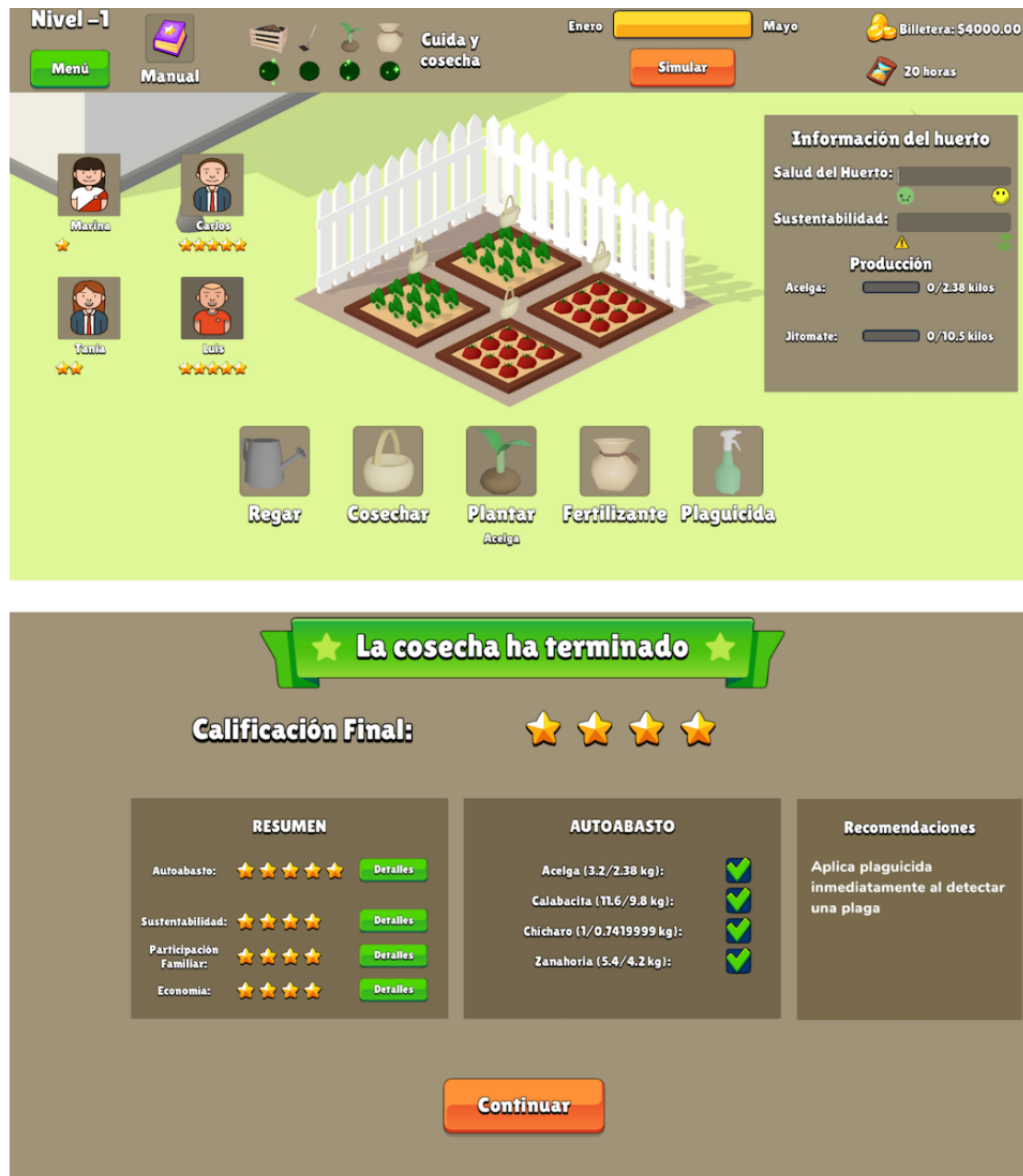 Nivel -1
Menú
Manual
Cuida y
cosecha
Enero
Mayo
Simular
Billetera: $4000.00
20 horas
Marina
Carlos
Tania
Luis
Información del huerto
Salud del Huerto:
Sustentabilidad:
Producción
Acelga: 0/2.38 kilos
Jitomate: 0/10.5 kilos
Regar
Cosechar
Plantar
Acelga
Fertilizante
Plaguicida
La cosecha ha terminado
Calificación Final:
RESUMEN
Autoabasto: Detalles
Sustentabilidad: Detalles
Participación
Familiar: Detalles
Economía: Detalles
AUTOABASTO
Acelga (3.2/2.38 kg):
Calabacita (11.6/9.8 kg):
Chicharo (1/0.7419999 kg):
Zanahoria (5.4/4.2 kg):
Recomendaciones
Aplica plaguicida
inmediatamente al detectar
una plaga
Continuar